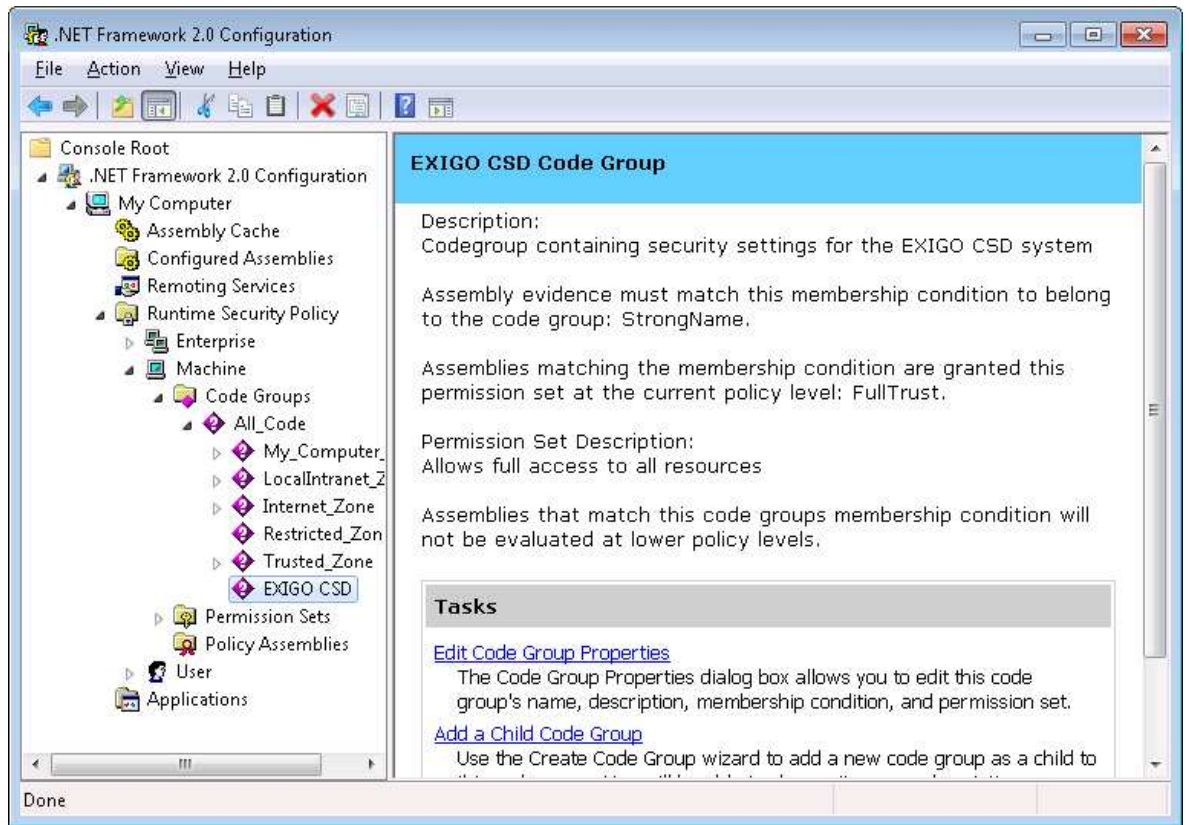 .NET Framework 2.0 Configuration
File Action View Help
Console Root
.NET Framework 2.0 Configuration
My Computer
Assembly Cache
Configured Assemblies
Remoting Services
Runtime Security Policy
Enterprise
Machine
Code Groups
All_Code
My_Computer_
LocalIntranet_Z
Internet_Zone
Restricted_Zon
Trusted_Zone
EXIGO CSD
Permission Sets
Policy Assemblies
User
Applications
EXIGO CSD Code Group
Description:
Codegroup containing security settings for the EXIGO CSD system
Assembly evidence must match this membership condition to belong
to the code group: StrongName.
Assemblies matching the membership condition are granted this
permission set at the current policy level: FullTrust.
Permission Set Description:
Allows full access to all resources
Assemblies that match this code groups membership condition will
not be evaluated at lower policy levels.
Tasks
Edit Code Group Properties
The Code Group Properties dialog box allows you to edit this code
group's name, description, membership condition, and permission set.
Add a Child Code Group
Use the Create Code Group wizard to add a new code group as a child to
Done